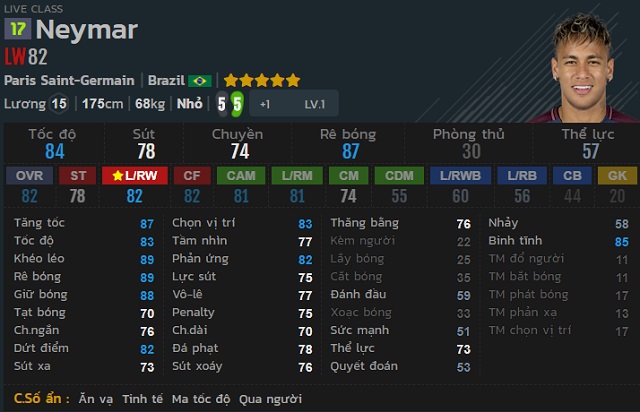 LIVE CLASS
17 Neymar
LW 82
Paris Saint-Germain Brazil
Lương 15 175cm 68kg Nhỏ 5 5 +1 LV.1
Tốc độ Sút Chuyền Rê bóng Phòng thủ Thể lực
84 78 74 87 30 57
OVR ST L/RW CF CAM L/RM CM CDM L/RWB L/RB CB GK
82 78 82 82 81 81 74 55 60 56 44 20
Tăng tốc 87 Chọn vị trí 83 Thăng bằng 76 Nhảy 58
Tốc độ 83 Tầm nhìn 77 Kèm người 22 Bình tĩnh 85
Khéo léo 89 Phản ứng 82 Lấy bóng 25 TM đổ người 11
Rê bóng 89 Lực sút 75 Cắt bóng 35 TM bắt bóng 11
Giữ bóng 88 Vô-lê 77 Đánh đầu 59 TM phát bóng 17
Tạt bóng 70 Penalty 75 Xoạc bóng 33 TM phản xạ 13
Ch.ngắn 76 Ch.dài 70 Sức mạnh 51 TM chọn vị trí 17
Dứt điểm 82 Đá phạt 78 Thể lực 73
Sút xa 73 Sút xoáy 76 Quyết đoán 53
C.Số ẩn : Ăn vạ Tinh tế Ma tốc độ Qua người